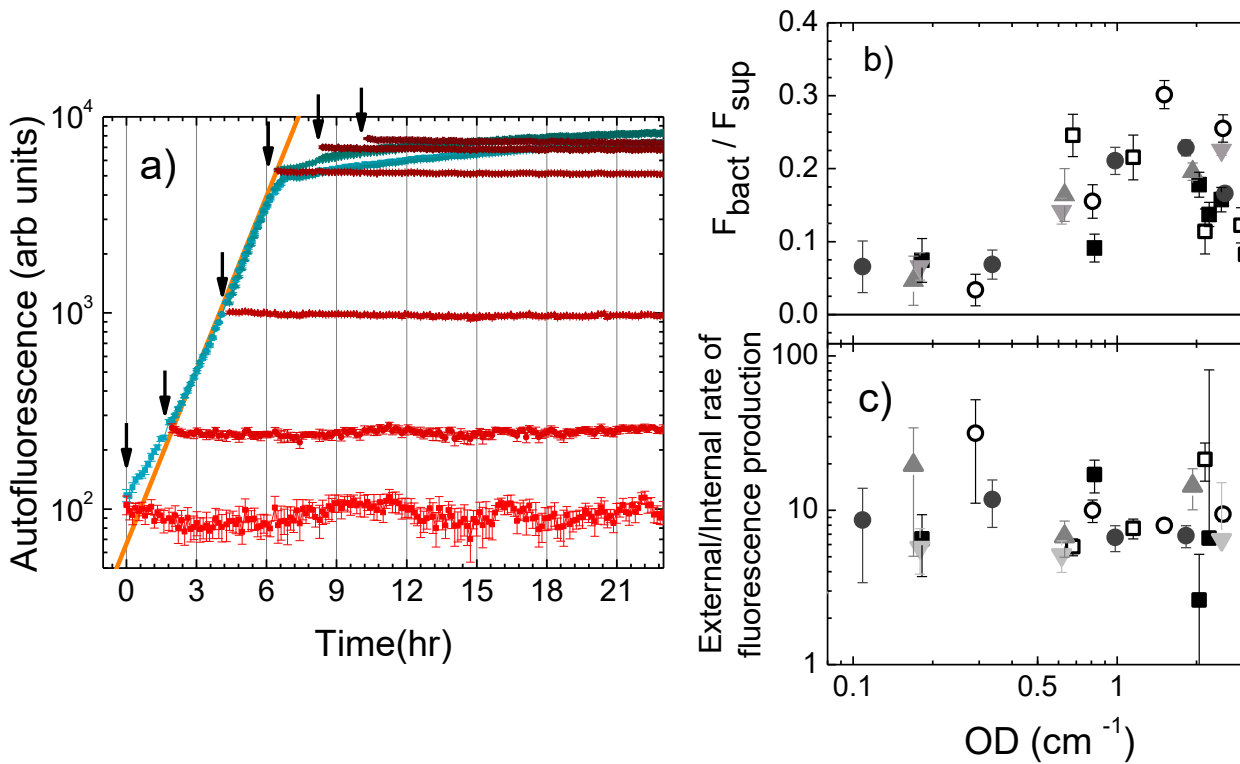 a)
Autofluorescence (arb units)
10⁴
10³
10²
0 3 6 9 12 15 18 21
Time(hr)
b)
F_bact / F_sup
0.4
0.3
0.2
0.1
0.0
c)
External/Internal rate of
fluorescence production
100
10
1
0.1 0.5 1
OD (cm ⁻¹)